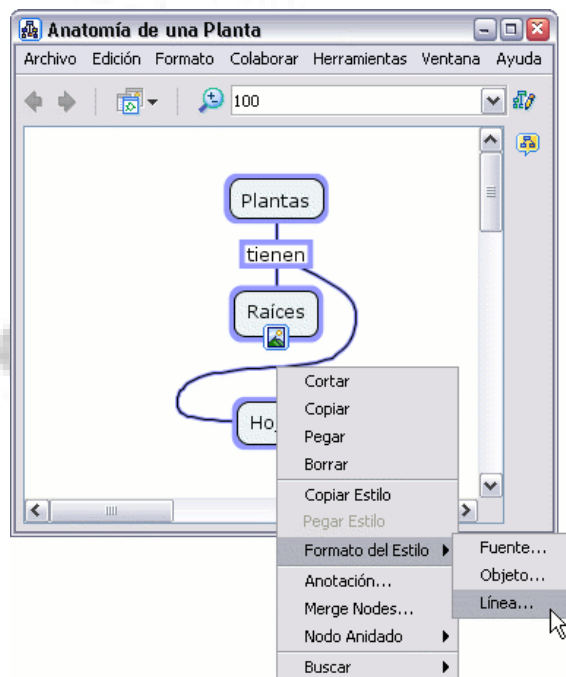 Anatomía de una Planta
Archivo Edición Formato Colaborar Herramientas Ventana Ayuda
100
Plantas
tienen
Raíces
Ho
Cortar
Copiar
Pegar
Borrar
Copiar Estilo
Pegar Estilo
Formato del Estilo
Fuente...
Objeto...
Línea...
Anotación...
Merge Nodes...
Nodo Anidado
Buscar